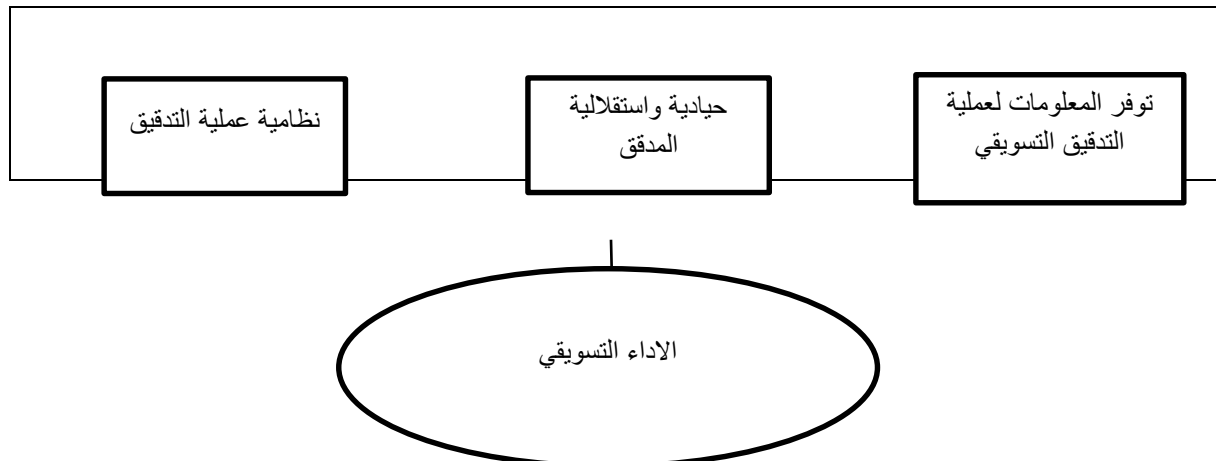 توفر المعلومات لعملية
التدقيق التسويقي
حيادية واستقلالية
المدقق
نظامية عملية التدقيق
الاداء التسويقي